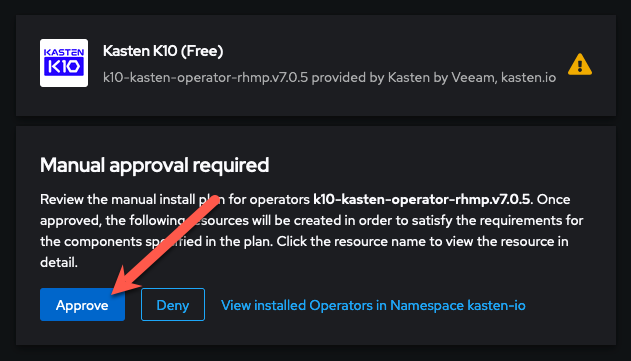 KASTEN
K10
Kasten K10 (Free)
k10-kasten-operator-rhmp.v7.0.5 provided by Kasten by Veeam, kasten.io
Manual approval required
Review the manual install plan for operators k10-kasten-operator-rhmp.v7.0.5. Once
approved, the following resources will be created in order to satisfy the requirements for
the components specified in the plan. Click the resource name to view the resource in
detail.
Approve
Deny
View installed Operators in Namespace kasten-io